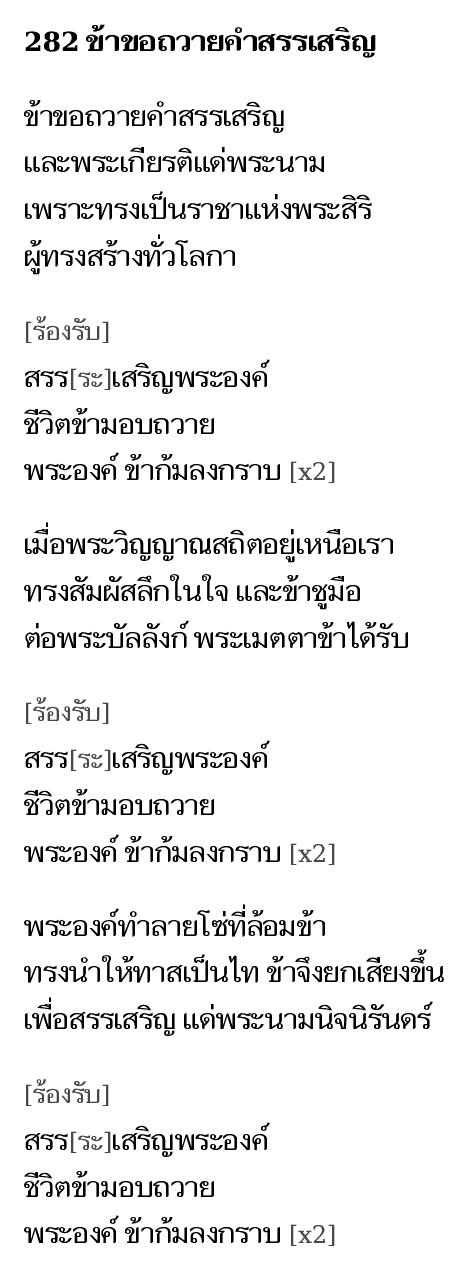 282 ข้าขอถวายคำสรรเสริญ
ข้าขอถวายคำสรรเสริญ
และพระเกียรติแด่พระนาม
เพราะทรงเป็นราชาแห่งพระสิริ
ผู้ทรงสร้างทั่วโลกา
[ร้องรับ]
สรร[ระ]เสริญพระองค์
ชีวิตข้ามอบถวาย
พระองค์ ข้าก้มลงกราบ [x2]
เมื่อพระวิญญาณสถิตอยู่เหนือเรา
ทรงสัมผัสลึกในใจ และข้าชูมือ
ต่อพระบัลลังก์ พระเมตตาข้าได้รับ
[ร้องรับ]
สรร[ระ]เสริญพระองค์
ชีวิตข้ามอบถวาย
พระองค์ ข้าก้มลงกราบ [x2]
พระองค์ทำลายโซ่ที่ล้อมข้า
ทรงนำให้ทาสเป็นไท ข้าจึงยกเสียงขึ้น
เพื่อสรรเสริญ แด่พระนามนิจนิรันดร์
[ร้องรับ]
สรร[ระ]เสริญพระองค์
ชีวิตข้ามอบถวาย
พระองค์ ข้าก้มลงกราบ [x2]